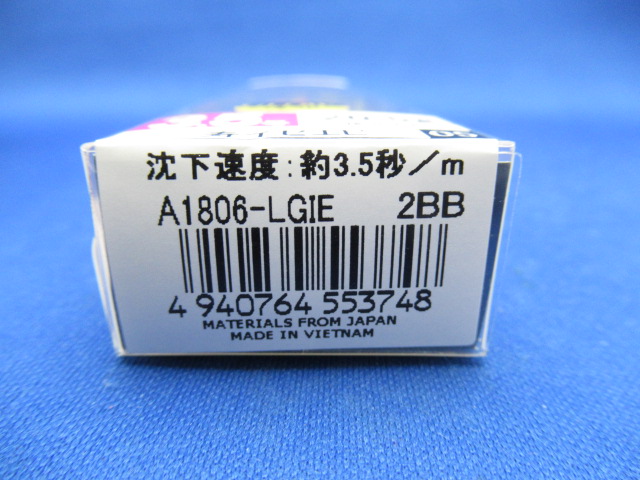 沈下速度:約3.5秒/m
A1806-LGIE 2BB
4 940764 553748
MATERIALS FROM JAPAN
MADE IN VIETNAM